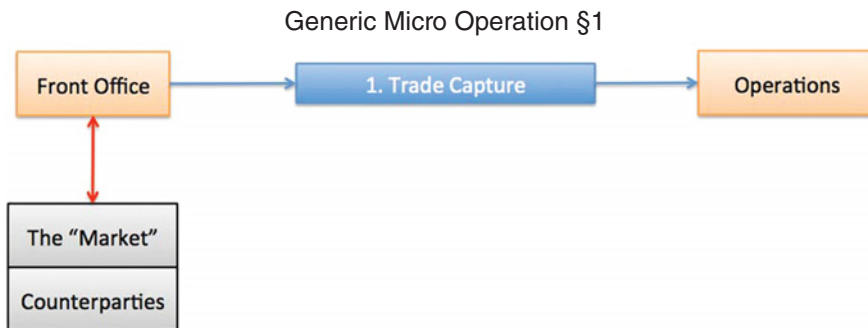 Generic Micro Operation §1
Front Office
1. Trade Capture
Operations
The “Market”
Counterparties